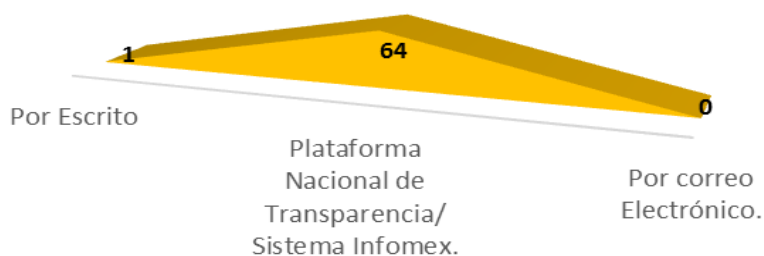 1
64
0
Por Escrito
Plataforma
Nacional de
Transparencia/
Sistema Infomex.
Por correo
Electrónico.